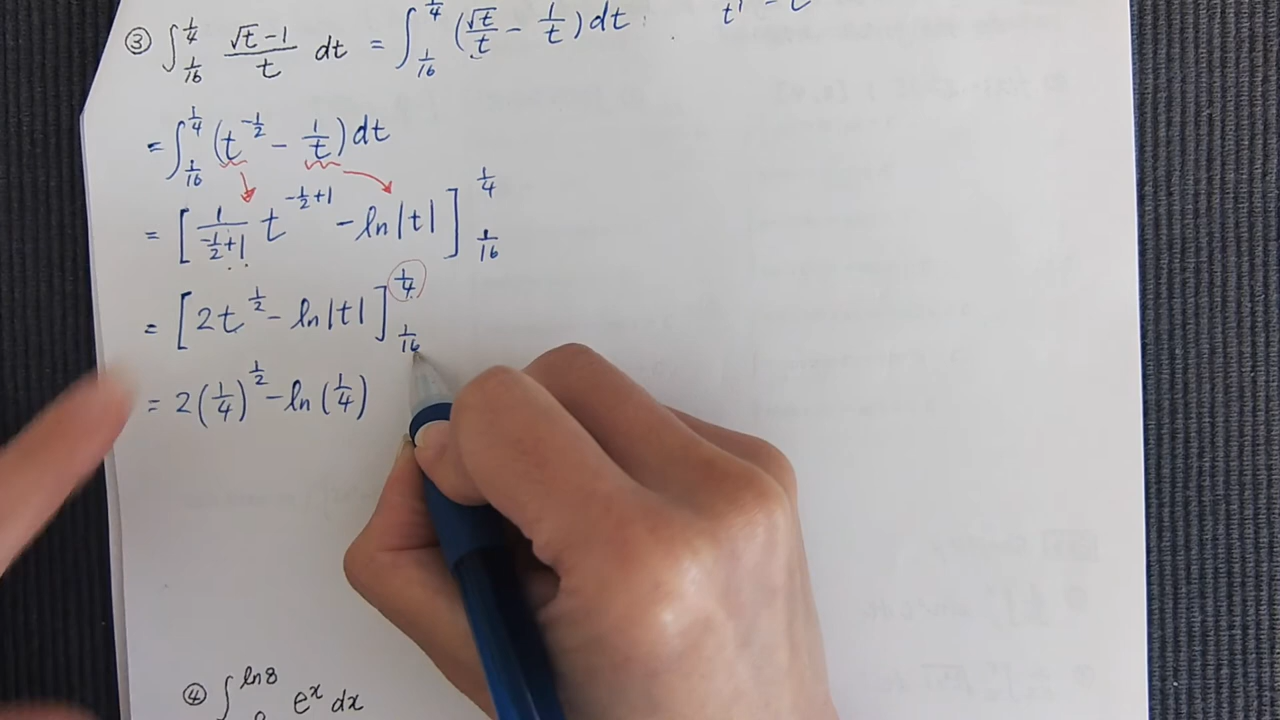 ③ ∫_{1/16}^{1/4} (√t - 1)/t dt = ∫_{1/16}^{1/4} (√t/t - 1/t) dt
= ∫_{1/16}^{1/4} (t^{-1/2} - 1/t) dt
= [1/(-1/2+1) t^{-1/2+1} - ln|t|]_{1/16}^{1/4}
= [2t^{1/2} - ln|t|]_{1/16}^{1/4}
= 2(1/4)^{1/2} - ln(1/4)
④ ∫^{ln8} e^x dx